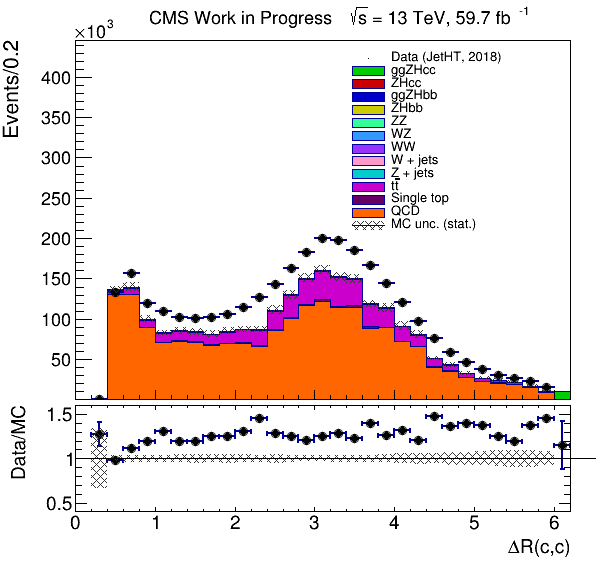 CMS Work in Progress √s = 13 TeV, 59.7 fb⁻¹
×10³
Events/0.2
400
350
300
250
200
150
100
50
Data (JetHT, 2018)
ggZHcc
ZHcc
ggZHbb
ZHbb
ZZ
WZ
WW
W + jets
Z + jets
tt̄
Single top
QCD
MC unc. (stat.)
Data/MC
1.5
1
0.5
0 1 2 3 4 5 6
ΔR(c,c)